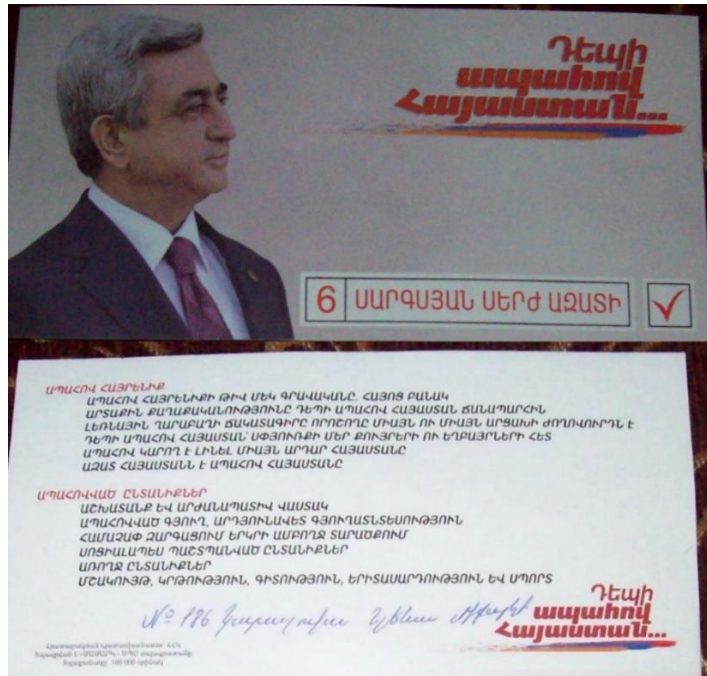 Դեպի
ապահով
Հայաստան...
6 ՍԱՐԳՍՅԱՆ ՍԵՐԺ ԱԶԱՏԻ
ԱՊԱՀՈՎ ՀԱՅՐԵՆԻՔ
ԱՊԱՀՈՎ ՀԱՅՐԵՆԻՔԻ ԹԻՎ ՄԵԿ ԳՐԱՎԱԿԱՆԸ. ՀԱՅՈՑ ԲԱՆԱԿ
ԱՐՏԱՔԻՆ ՔԱՂԱՔԱԿԱՆՈՒԹՅՈՒՆԸ ԴԵՊԻ ԱՊԱՀՈՎ ՀԱՅԱՍՏԱՆ ՃԱՆԱՊԱՐՀԻՆ
ԼԵՌՆԱՅԻՆ ՂԱՐԱԲԱՂԻ ՃԱԿԱՏԱԳԻՐԸ ՈՐՈՇՈՂԸ ՄԻԱՅՆ ՈՒ ՄԻԱՅՆ ԱՐՑԱԽԻ ԺՈՂՈՎՈՒՐԴՆ Է
ԴԵՊԻ ԱՊԱՀՈՎ ՀԱՅԱՍՏԱՆ՝ ՍՓՅՈՒՌՔԻ ՄԵՐ ՔՈՒՅՐԵՐԻ ՈՒ ԵՂԲԱՅՐՆԵՐԻ ՀԵՏ
ԱՊԱՀՈՎ ԿԱՐՈՂ Է ԼԻՆԵԼ ՄԻԱՅՆ ԱՐԴԱՐ ՀԱՅԱՍՏԱՆԸ
ԱԶԱՏ ՀԱՅԱՍՏԱՆՆ Է ԱՊԱՀՈՎ ՀԱՅԱՍՏԱՆԸ
ԱՊԱՀՈՎՎԱԾ ԸՆՏԱՆԻՔՆԵՐ
ԱՇԽԱՏԱՆՔ ԵՎ ԱՐԺԱՆԱՊԱՏԻՎ ՎԱՍՏԱԿ
ԱՊԱՀՈՎՎԱԾ ԳՅՈՒՂ, ԱՐԴՅՈՒՆԱՎԵՏ ԳՅՈՒՂԱՏՆՏԵՍՈՒԹՅՈՒՆ
ՀԱՄԱՉԱՓ ԶԱՐԳԱՑՈՒՄ ԵՐԿՐԻ ԱՄԲՈՂՋ ՏԱՐԱԾՔՈՒՄ
ՍՈՑԻԱԼԱՊԵՍ ՊԱՇՏՊԱՆՎԱԾ ԸՆՏԱՆԻՔՆԵՐ
ԱՌՈՂՋ ԸՆՏԱՆԻՔՆԵՐ
ՄՇԱԿՈՒՅԹ, ԿՐԹՈՒԹՅՈՒՆ, ԳԻՏՈՒԹՅՈՒՆ, ԵՐԻՏԱՍԱՐԴՈՒԹՅՈՒՆ ԵՎ ՍՊՈՐՏ
№ 186
Դեպի
ապահով
Հայաստան...